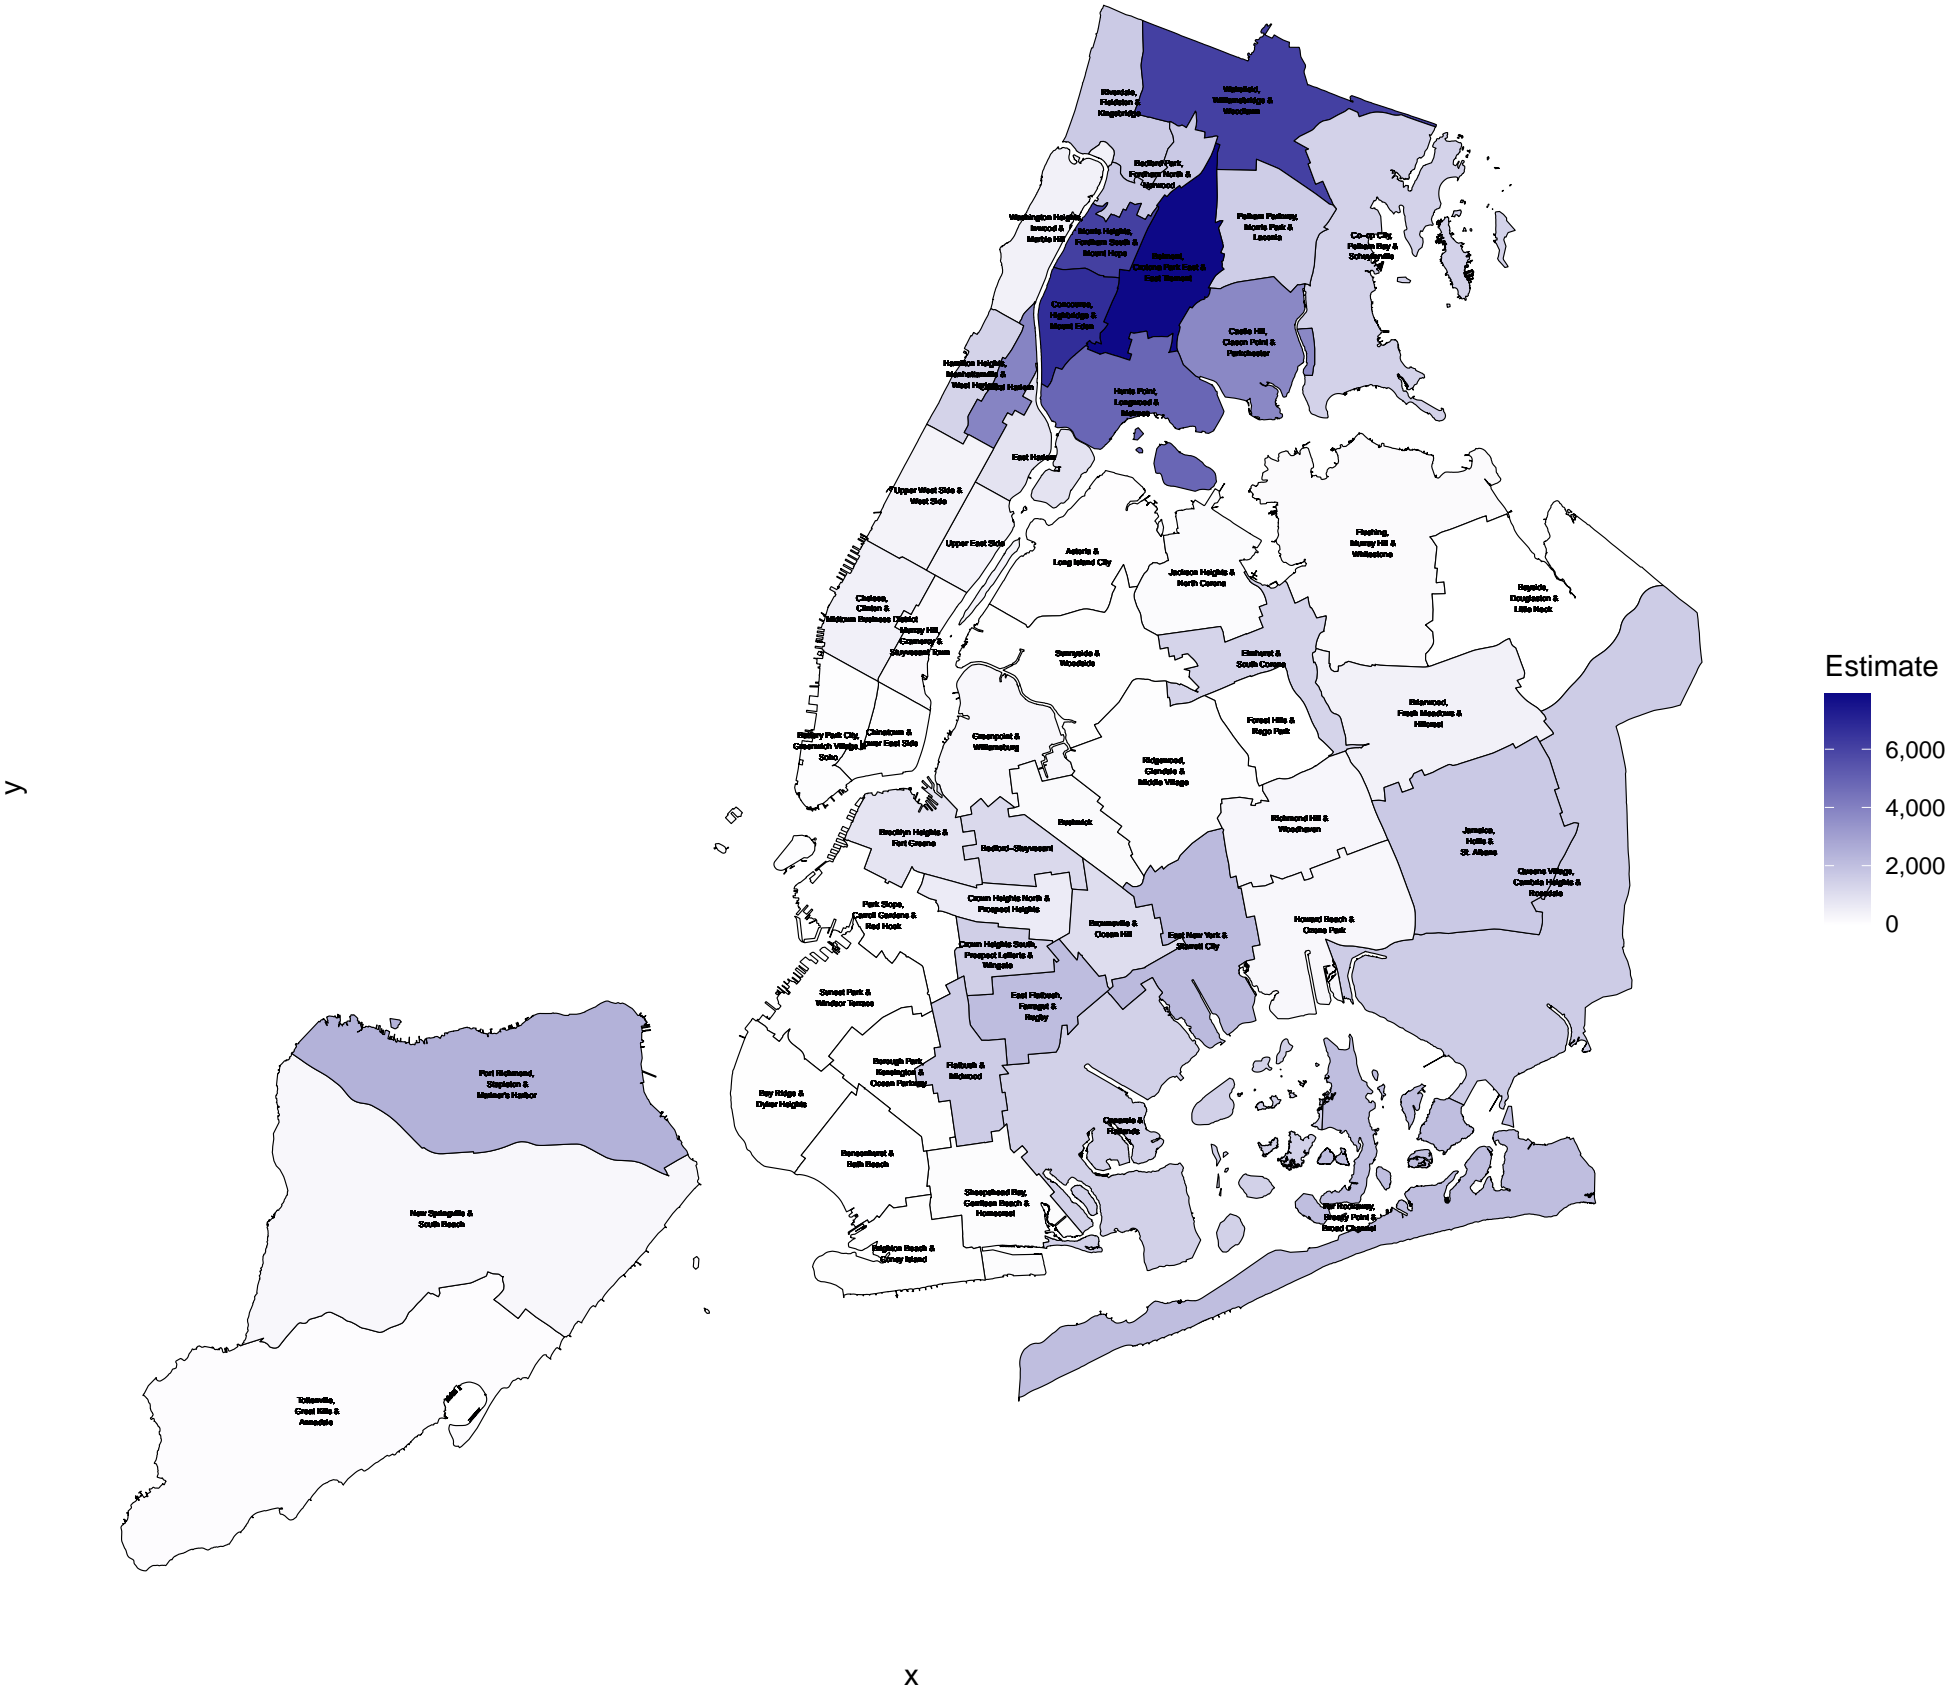 Riverdale,
Fieldston &
Kingsbridge
Wakefield,
Williamsbridge &
Woodlawn
Bedford Park,
Fordham North &
Norwood
Washington Heights,
Inwood &
Marble Hill
Morris Heights,
Fordham South &
Mount Hope
Pelham Parkway,
Morris Park &
Laconia
Co-op City,
Pelham Bay &
Schuylerville
Belmont,
Crotona Park East &
East Tremont
Concourse,
Highbridge &
Mount Eden
Castle Hill,
Clason Point &
Parkchester
Hamilton Heights,
Manhattanville &
West Harlem
Central Harlem
Hunts Point,
Longwood &
Melrose
East Harlem
Upper West Side &
West Side
Upper East Side
Astoria &
Long Island City
Jackson Heights &
North Corona
Flushing,
Murray Hill &
Whitestone
Bayside,
Douglaston &
Little Neck
Chelsea,
Clinton &
Midtown Business District
Murray Hill,
Gramercy &
Stuyvesant Town
Sunnyside &
Woodside
Elmhurst &
South Corona
Estimate
6,000
4,000
2,000
0
Briarwood,
Fresh Meadows &
Hillcrest
Forest Hills &
Rego Park
Battery Park City,
Greenwich Village &
Soho
Chinatown &
Lower East Side
Greenpoint &
Williamsburg
Ridgewood,
Glendale &
Middle Village
y
Brooklyn Heights &
Fort Greene
Bedford-Stuyvesant
Bushwick
Richmond Hill &
Woodhaven
Jamaica,
Hollis &
St. Albans
Queens Village,
Cambria Heights &
Rosedale
Park Slope,
Carroll Gardens &
Red Hook
Crown Heights North &
Prospect Heights
Brownsville &
Ocean Hill
East New York &
Starrett City
Howard Beach &
Ozone Park
Crown Heights South,
Prospect Lefferts &
Wingate
Sunset Park &
Windsor Terrace
East Flatbush,
Farragut &
Rugby
Borough Park,
Kensington &
Ocean Parkway
Flatbush &
Midwood
Bay Ridge &
Dyker Heights
Canarsie &
Flatlands
Bensonhurst &
Bath Beach
Sheepshead Bay,
Gerritsen Beach &
Homecrest
Brighton Beach &
Coney Island
Far Rockaway,
Breezy Point &
Broad Channel
Port Richmond,
Stapleton &
Mariner's Harbor
New Springville &
South Beach
Tottenville,
Great Kills &
Annadale
x